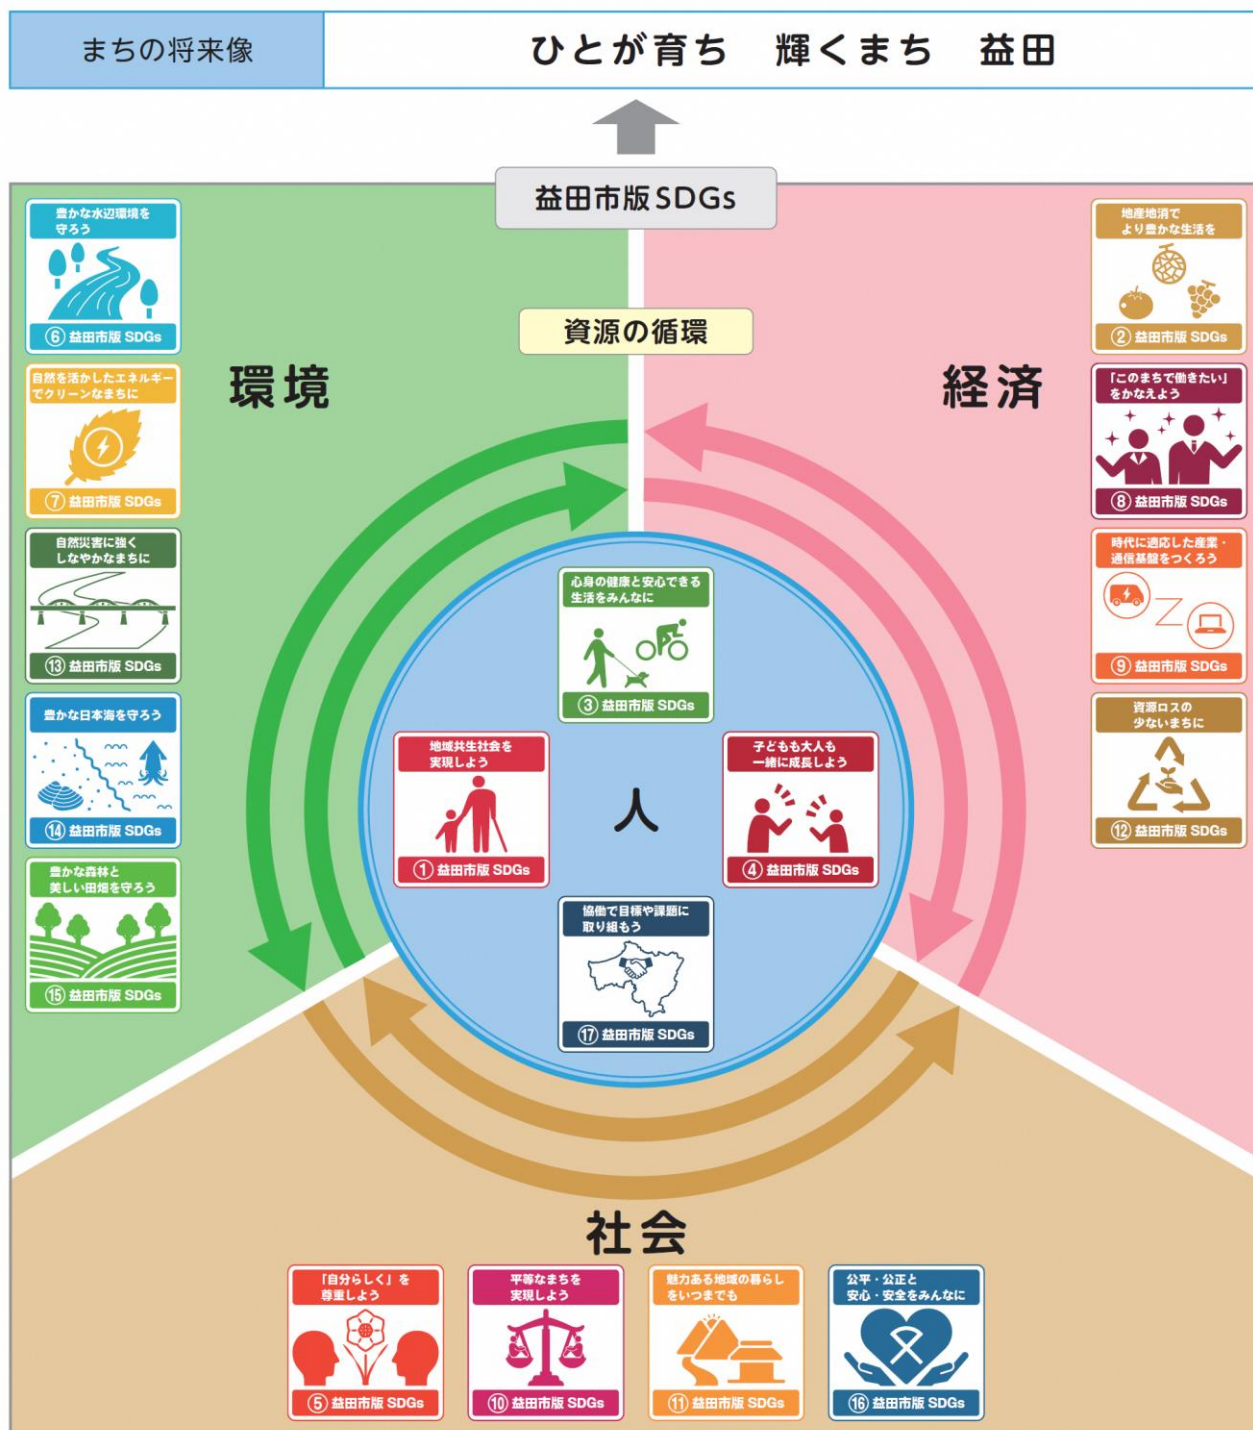 まちの将来像
ひとが育ち　輝くまち　益田
益田市版SDGs
資源の循環
環境
豊かな水辺環境を
守ろう
⑥ 益田市版 SDGs
自然を活かしたエネルギー
でクリーンなまちに
⑦ 益田市版 SDGs
自然災害に強く
しなやかなまちに
⑬ 益田市版 SDGs
豊かな日本海を守ろう
⑭ 益田市版 SDGs
豊かな森林と
美しい田畑を守ろう
⑮ 益田市版 SDGs
経済
地産地消で
より豊かな生活を
② 益田市版 SDGs
「このまちで働きたい」
をかなえよう
⑧ 益田市版 SDGs
時代に適応した産業・
通信基盤をつくろう
⑨ 益田市版 SDGs
資源ロスの
少ないまちに
⑫ 益田市版 SDGs
心身の健康と安心できる
生活をみんなに
③ 益田市版 SDGs
地域共生社会を
実現しよう
① 益田市版 SDGs
人
子どもも大人も
一緒に成長しよう
④ 益田市版 SDGs
協働で目標や課題に
取り組もう
⑰ 益田市版 SDGs
社会
「自分らしく」を
尊重しよう
⑤ 益田市版 SDGs
平等なまちを
実現しよう
⑩ 益田市版 SDGs
魅力ある地域の暮らし
をいつまでも
⑪ 益田市版 SDGs
公平・公正と
安心・安全をみんなに
⑯ 益田市版 SDGs